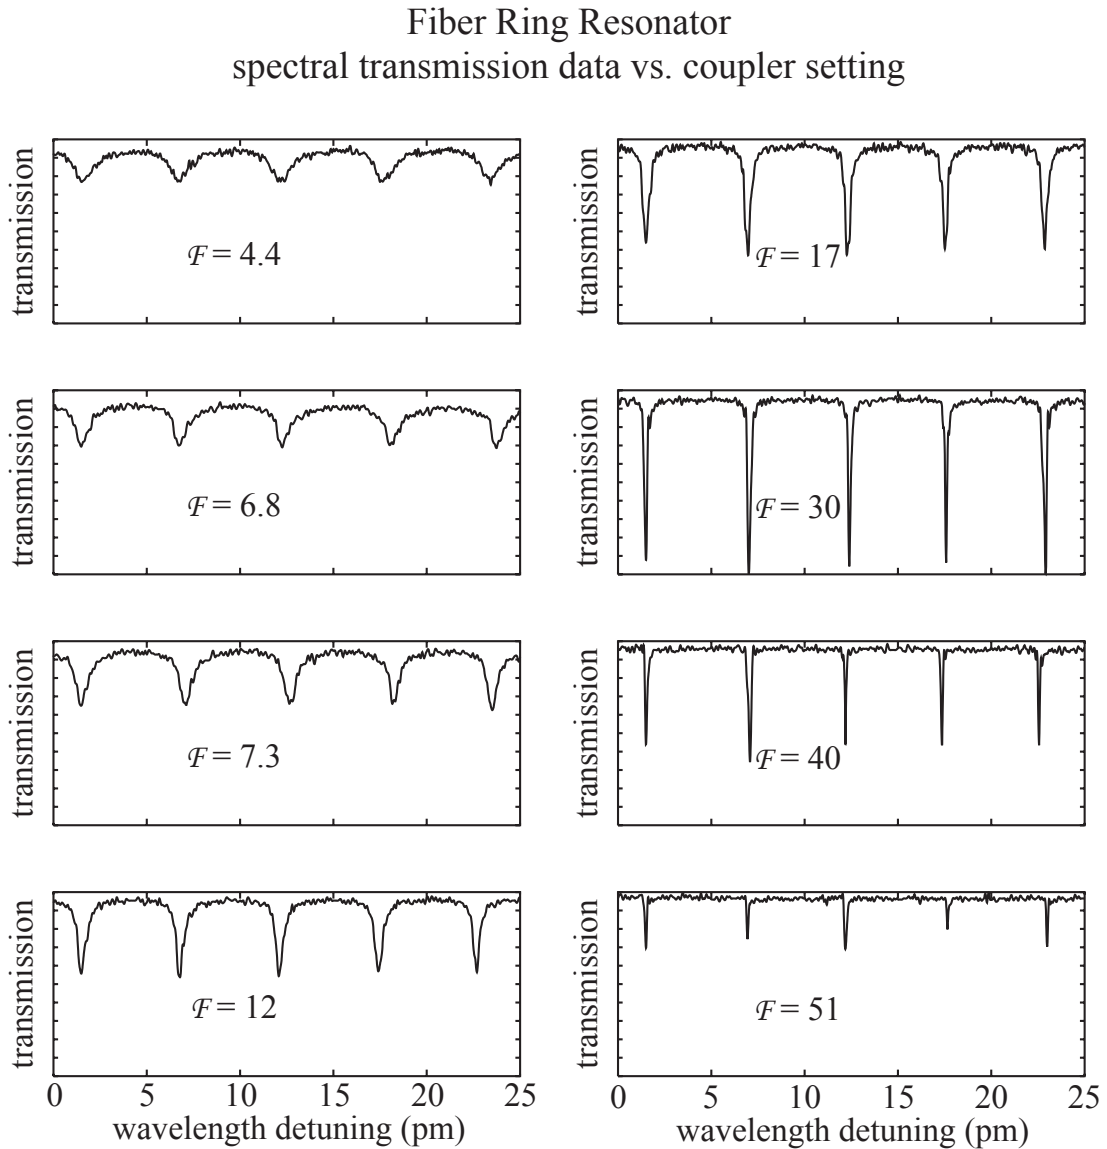 Fiber Ring Resonator
spectral transmission data vs. coupler setting
transmission
ℱ = 4.4
transmission
ℱ = 17
transmission
ℱ = 6.8
transmission
ℱ = 30
transmission
ℱ = 7.3
transmission
ℱ = 40
transmission
ℱ = 12
0 5 10 15 20 25
wavelength detuning (pm)
transmission
ℱ = 51
0 5 10 15 20 25
wavelength detuning (pm)